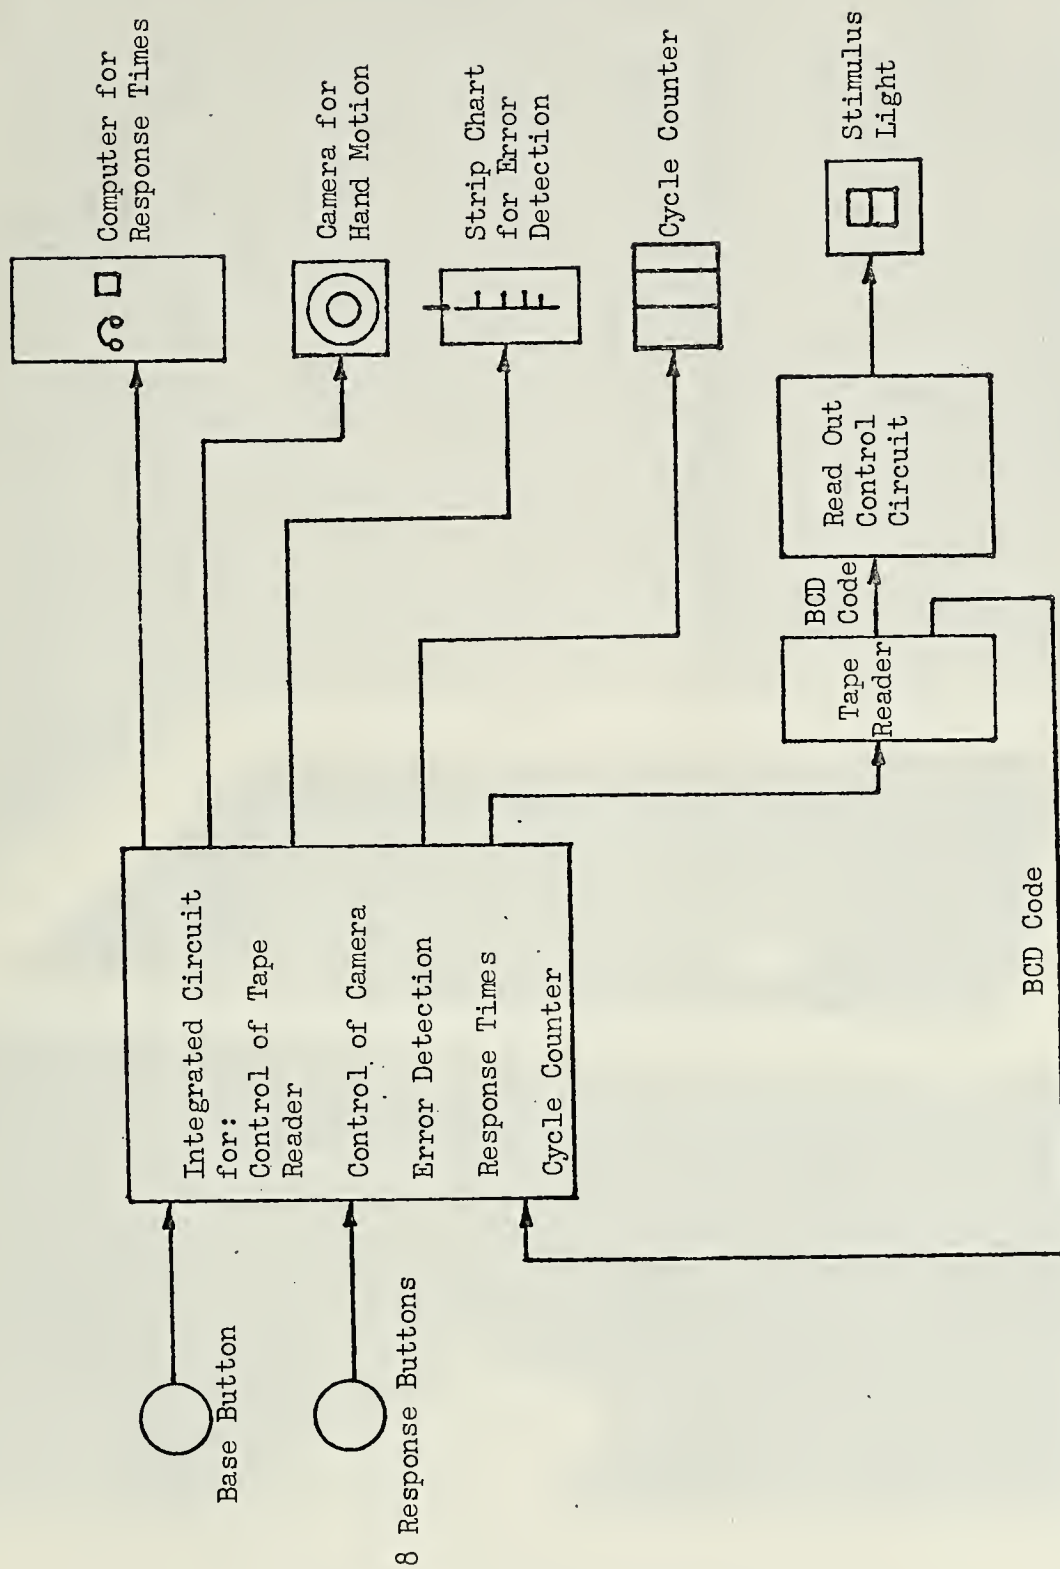 Base Button
8 Response Buttons
Integrated Circuit
for:
Control of Tape
Reader
Control of Camera
Error Detection
Response Times
Cycle Counter
Computer for
Response Times
Camera for
Hand Motion
Strip Chart
for Error
Detection
Cycle Counter
Tape
Reader
BCD
Code
Read Out
Control
Circuit
Stimulus
Light
BCD Code